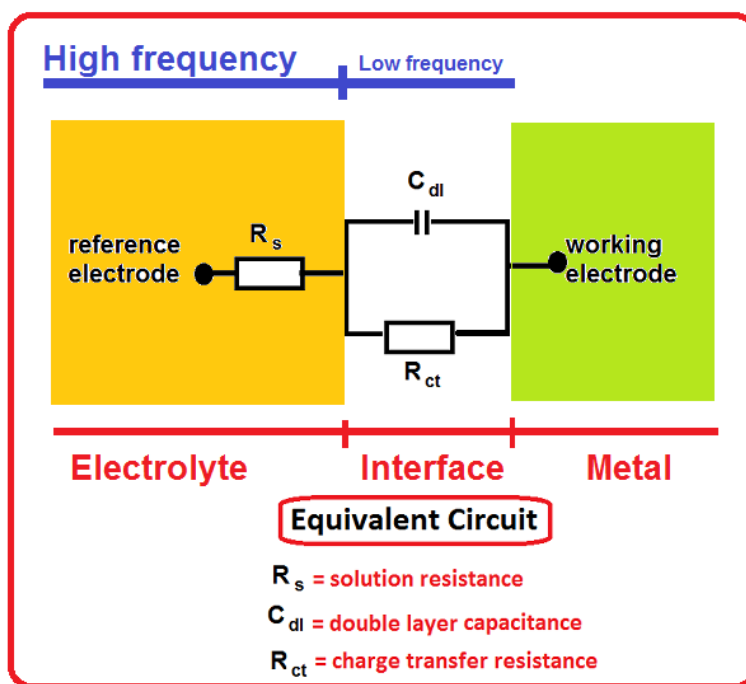 High frequency
Low frequency
C dl
reference
electrode
R s
working
electrode
R ct
Electrolyte
Interface
Metal
Equivalent Circuit
R s = solution resistance
C dl = double layer capacitance
R ct = charge transfer resistance